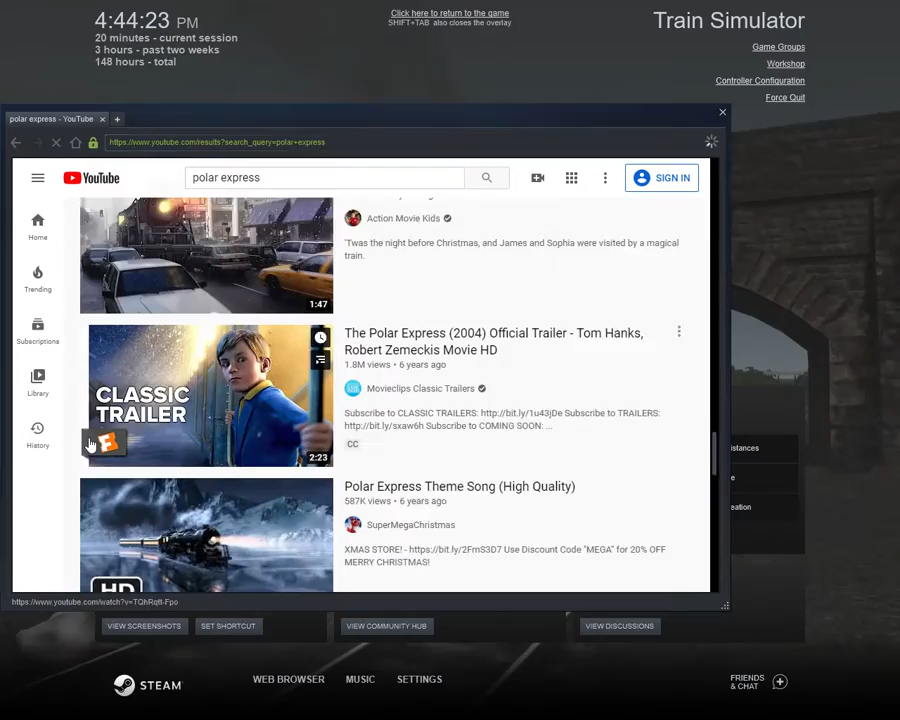 4:44:23 PM
20 minutes - current session
3 hours - past two weeks
148 hours - total
Click here to return to the game
SHIFT+TAB also closes the overlay
Train Simulator
Game Groups
Workshop
Controller Configuration
Force Quit
polar express - YouTube
https://www.youtube.com/results?search_query=polar+express
YouTube
polar express
SIGN IN
Home
Trending
Subscriptions
Library
History
1:47
Action Movie Kids
'Twas the night before Christmas, and James and Sophia were visited by a magical
train.
CLASSIC
TRAILER
2:23
The Polar Express (2004) Official Trailer - Tom Hanks,
Robert Zemeckis Movie HD
1.8M views • 6 years ago
Movieclips Classic Trailers
Subscribe to CLASSIC TRAILERS: http://bit.ly/1u43jDe Subscribe to TRAILERS:
http://bit.ly/sxaw6h Subscribe to COMING SOON: ...
CC
HD
Polar Express Theme Song (High Quality)
587K views • 6 years ago
SuperMegaChristmas
XMAS STORE! - https://bit.ly/2FmS3D7 Use Discount Code "MEGA" for 20% OFF
MERRY CHRISTMAS!
https://www.youtube.com/watch?v=TQhRqtt-Fpo
istances
e
eation
VIEW SCREENSHOTS
SET SHORTCUT
VIEW COMMUNITY HUB
VIEW DISCUSSIONS
STEAM
WEB BROWSER
MUSIC
SETTINGS
FRIENDS
& CHAT